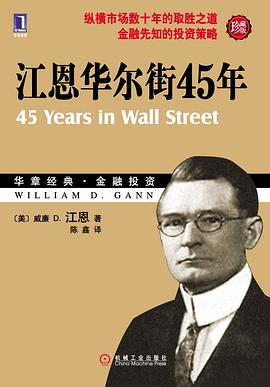 纵横市场数十年的取胜之道
金融先知的投资策略
珍藏版
江恩华尔街45年
45 Years in Wall Street
华章经典·金融投资
WILLIAM D. GANN
〔美〕威廉 D. 江恩 著
陈鑫 译
机械工业出版社
China Machine Press